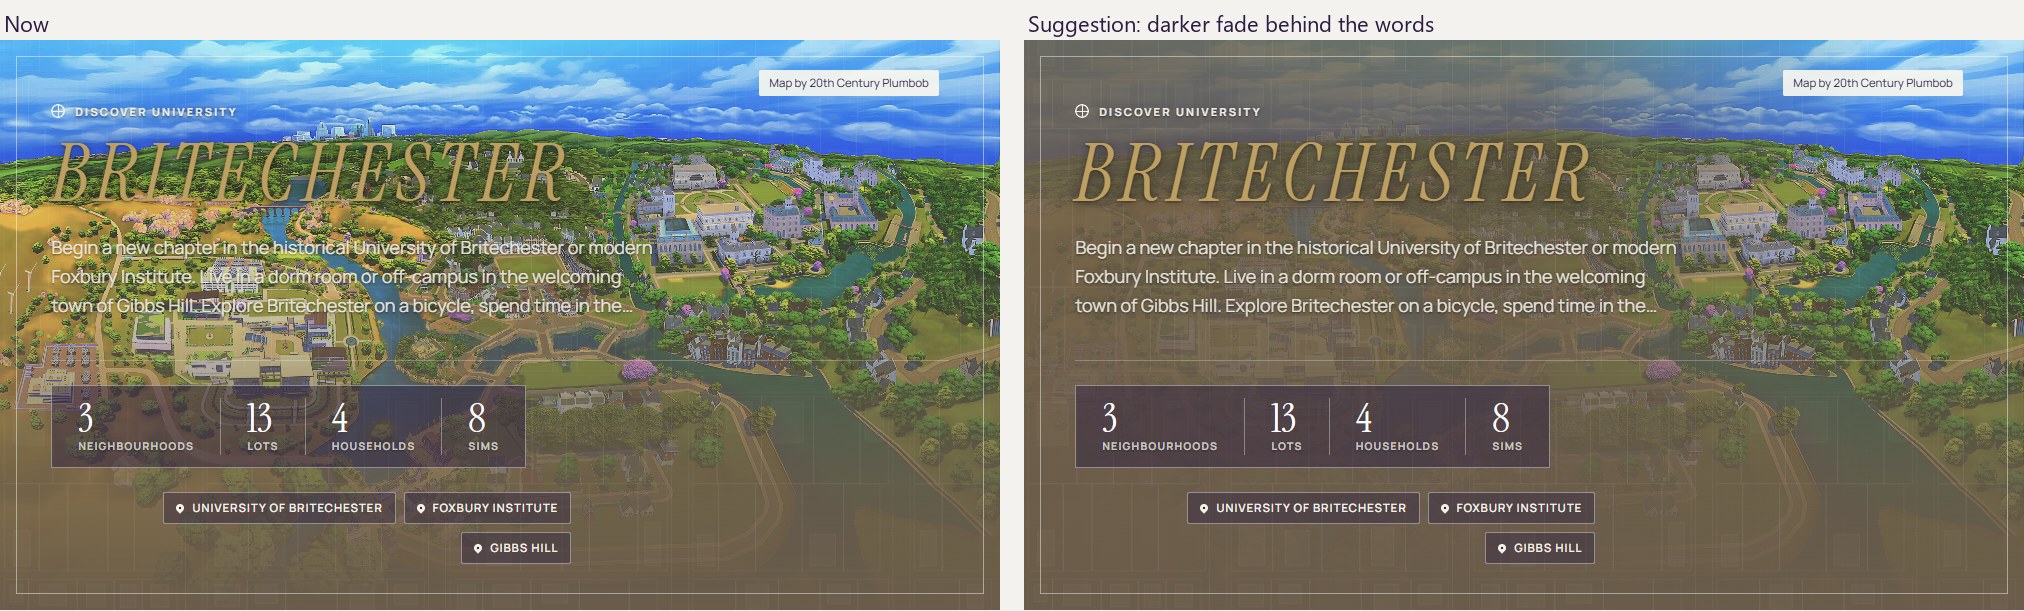 Now
Map by 20th Century Plumbob
DISCOVER UNIVERSITY
BRITECHESTER
Begin a new chapter in the historical University of Britechester or modern
Foxbury Institute. Live in a dorm room or off-campus in the welcoming
town of Gibbs Hill. Explore Britechester on a bicycle, spend time in the...
3 13 4 8
NEIGHBOURHOODS LOTS HOUSEHOLDS SIMS
UNIVERSITY OF BRITECHESTER FOXBURY INSTITUTE
GIBBS HILL
Suggestion: darker fade behind the words
Map by 20th Century Plumbob
DISCOVER UNIVERSITY
BRITECHESTER
Begin a new chapter in the historical University of Britechester or modern
Foxbury Institute. Live in a dorm room or off-campus in the welcoming
town of Gibbs Hill. Explore Britechester on a bicycle, spend time in the...
3 13 4 8
NEIGHBOURHOODS LOTS HOUSEHOLDS SIMS
UNIVERSITY OF BRITECHESTER FOXBURY INSTITUTE
GIBBS HILL